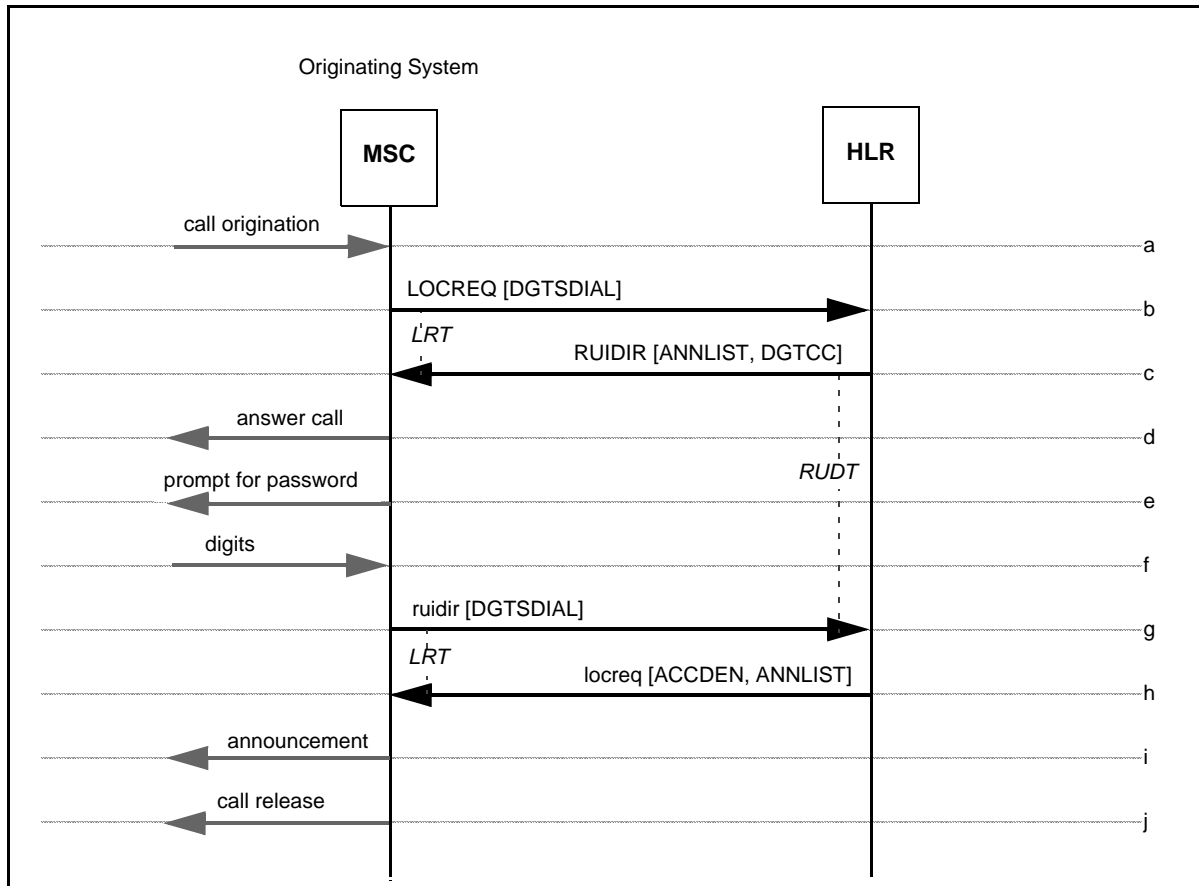 Originating System
MSC
HLR
call origination
a
LOCREQ [DGTSDIAL]
b
LRT
RUIDIR [ANNLIST, DGTCC]
c
answer call
d
RUDT
prompt for password
e
digits
f
ruidir [DGTSDIAL]
g
LRT
locreq [ACCDEN, ANNLIST]
h
announcement
i
call release
j